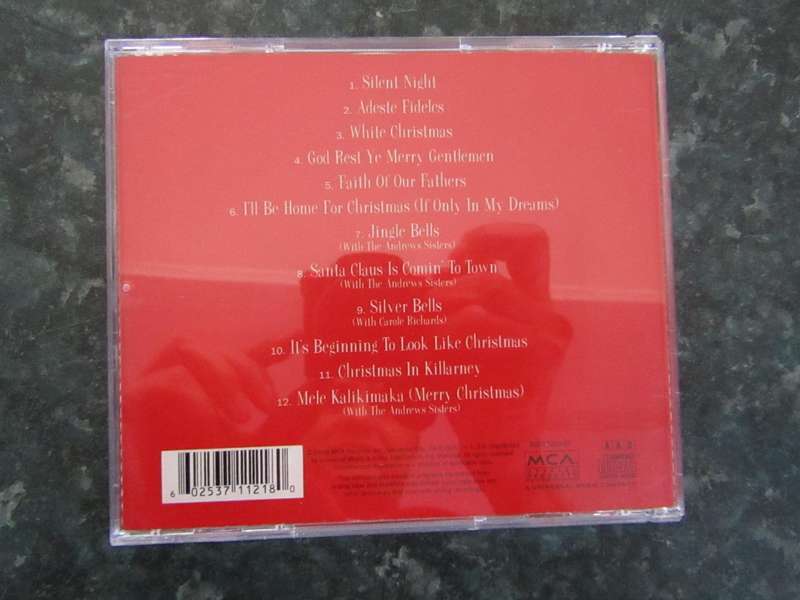 1. Silent Night
2. Adeste Fideles
3. White Christmas
4. God Rest Ye Merry Gentlemen
5. Faith Of Our Fathers
6. I'll Be Home For Christmas (If Only In My Dreams)
7. Jingle Bells
(With The Andrews Sisters)
8. Santa Claus Is Comin' To Town
(With The Andrews Sisters)
9. Silver Bells
(With Carole Richards)
10. It's Beginning To Look Like Christmas
11. Christmas In Killarney
12. Mele Kalikimaka (Merry Christmas)
(With The Andrews Sisters)
6 02537 11218 0
MCA
A UNIVERSAL MUSIC COMPANY